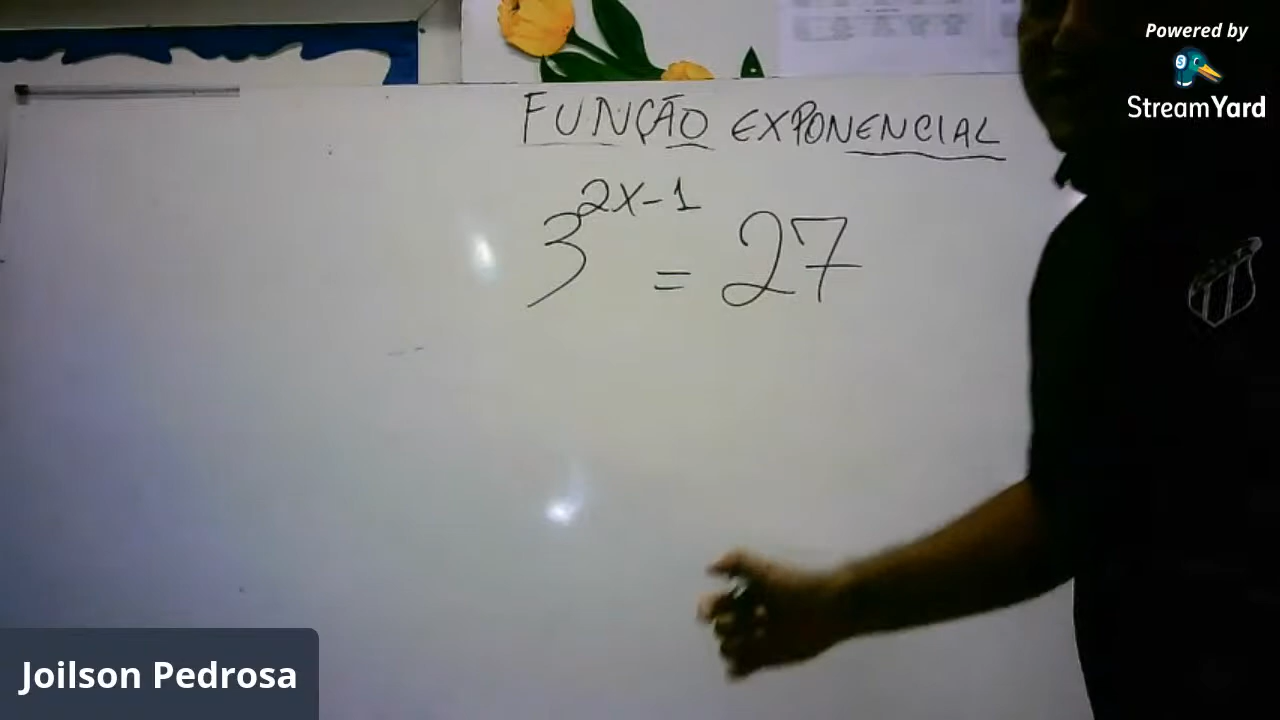 Powered by
StreamYard
FUNÇÃO EXPONENCIAL
3^{2x-1} = 27
Joilson Pedrosa